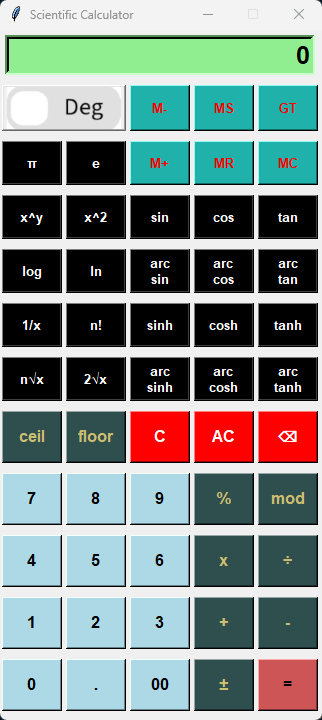 Scientific Calculator
0
Deg M- MS GT
π e M+ MR MC
x^y x^2 sin cos tan
log ln arc sin arc cos arc tan
1/x n! sinh cosh tanh
n√x 2√x arc sinh arc cosh arc tanh
ceil floor C AC ⌫
7 8 9 % mod
4 5 6 x ÷
1 2 3 + -
0 . 00 ± =